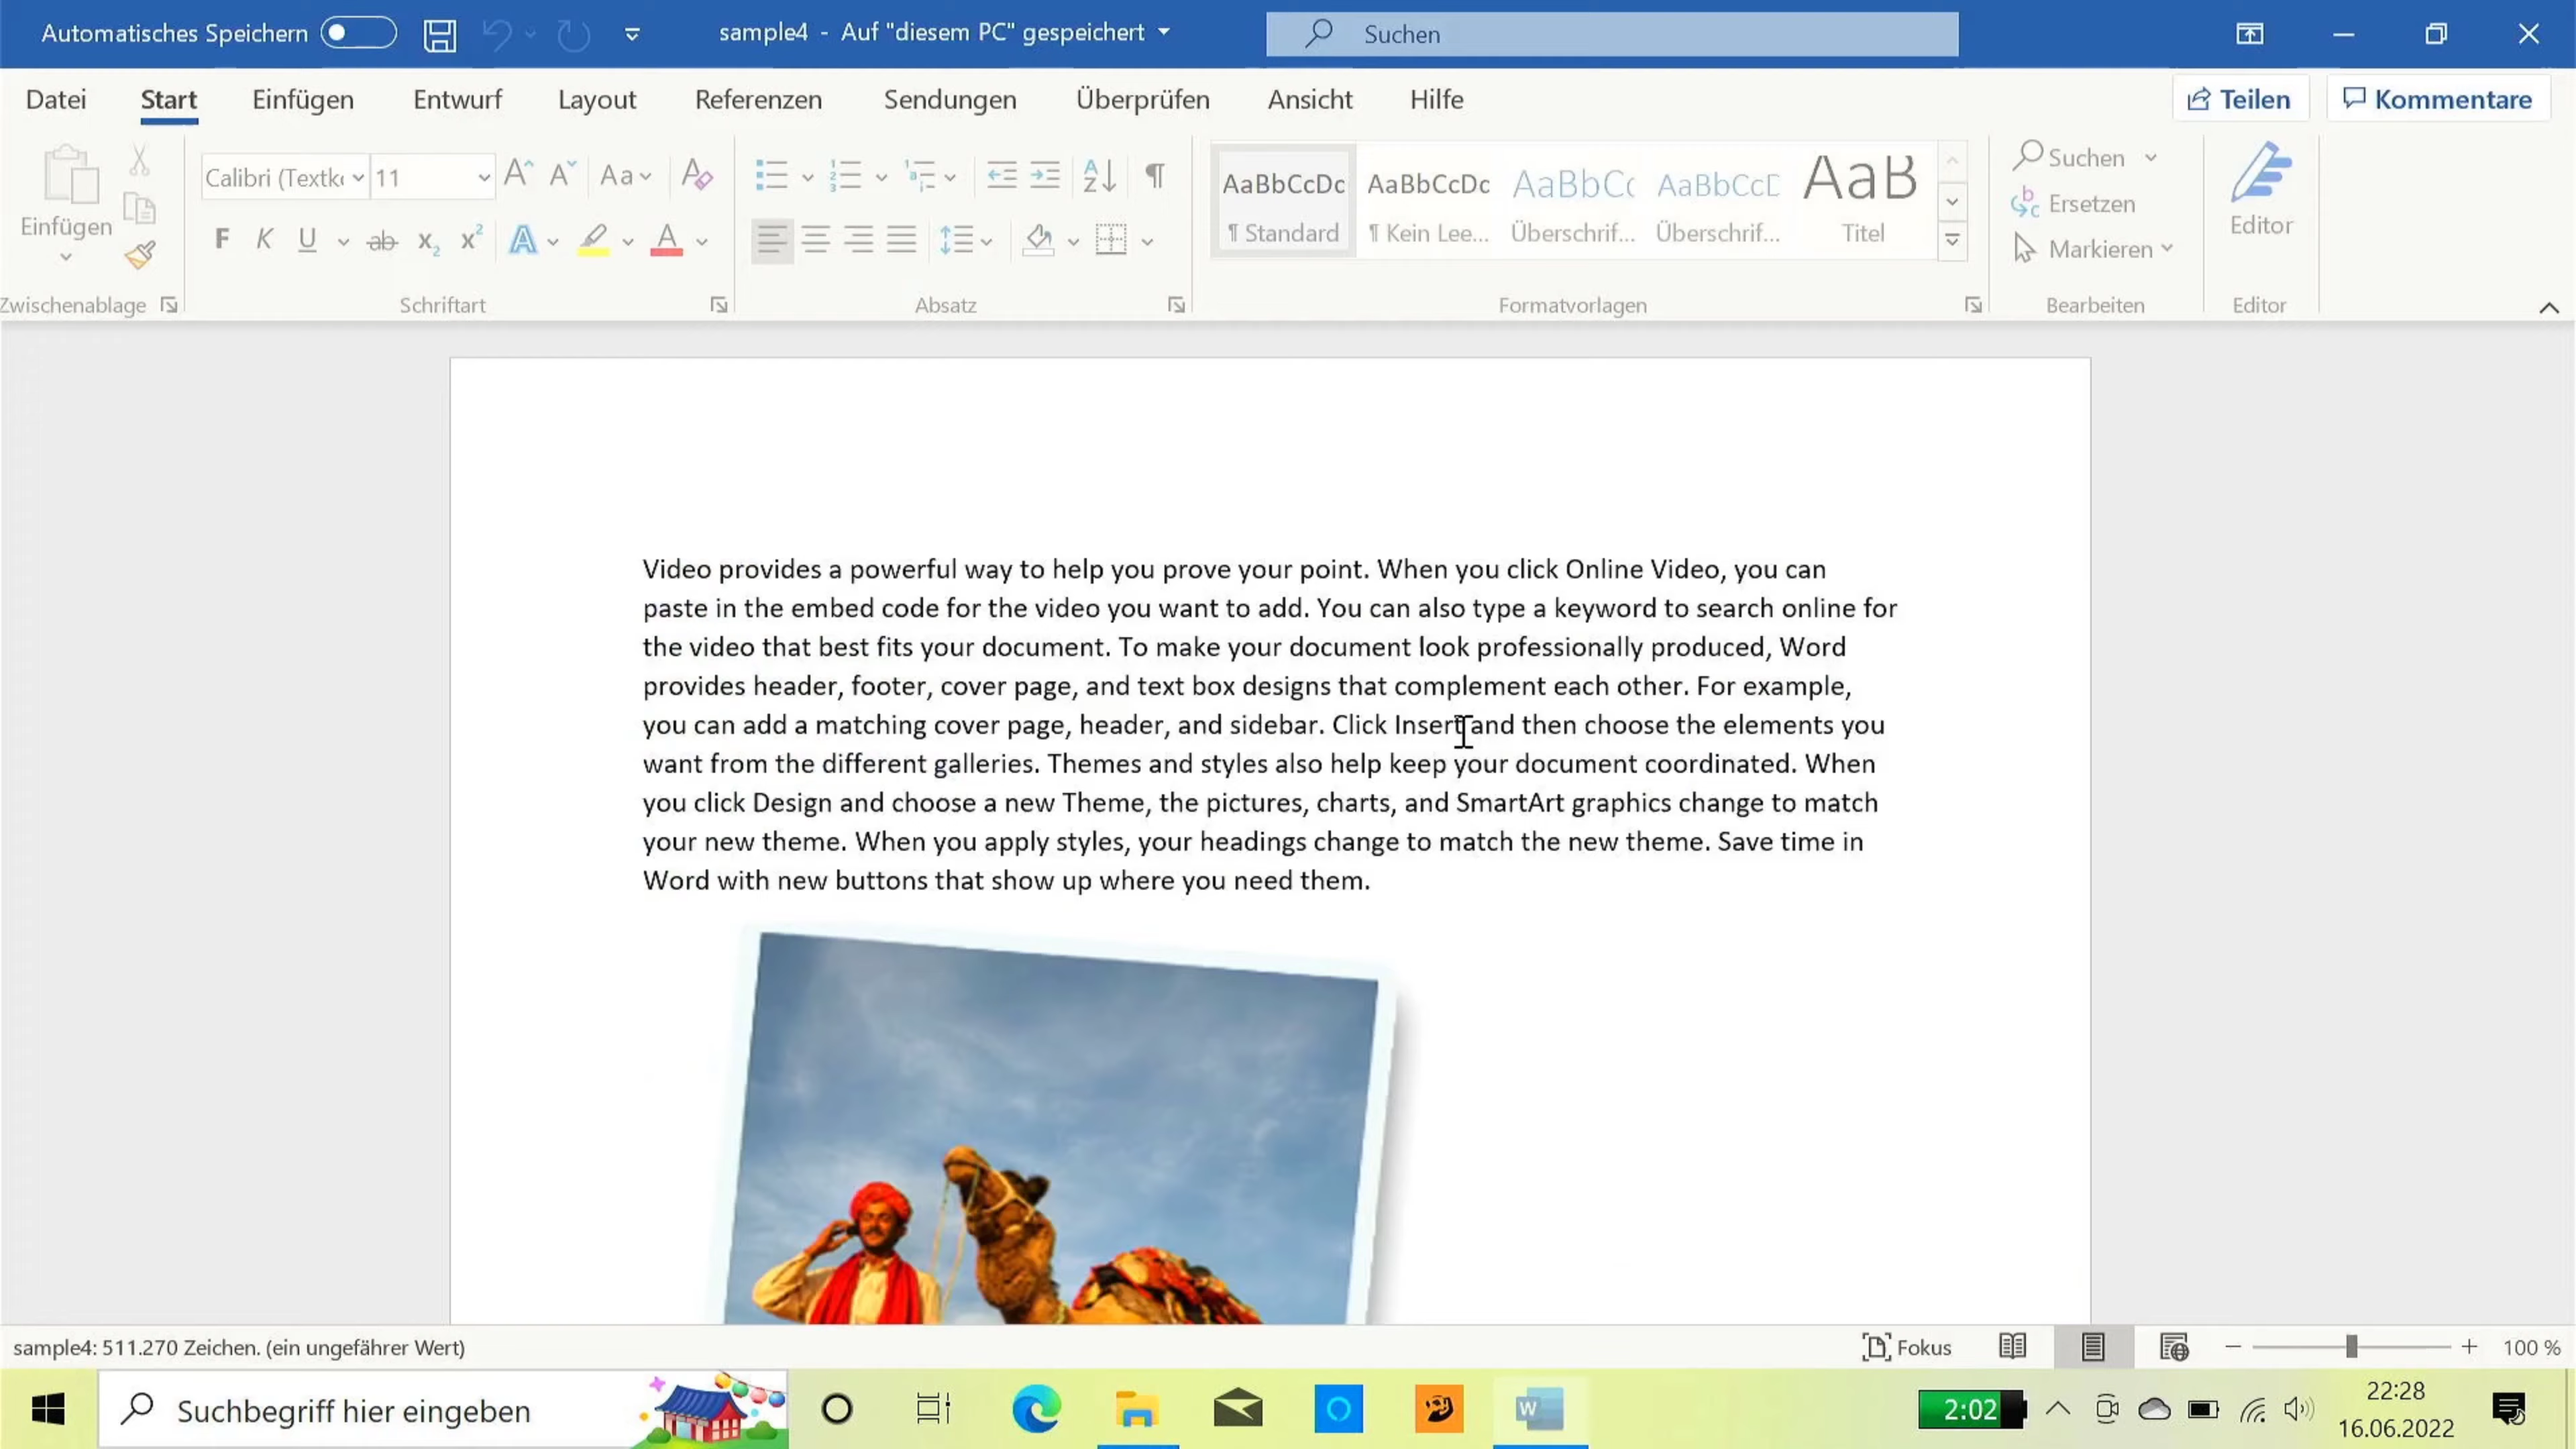 Automatisches Speichern
sample4 - Auf "diesem PC" gespeichert
Suchen
Datei
Start
Einfügen
Entwurf
Layout
Referenzen
Sendungen
Überprüfen
Ansicht
Hilfe
Teilen
Kommentare
Einfügen
Zwischenablage
Calibri (Textk
11
Aa
F K U ab x2 x2 A A
Schriftart
Absatz
AaBbCcDc
¶ Standard
AaBbCcDc
¶ Kein Lee...
AaBbCc
Überschrif...
AaBbCcD
Überschrif...
AaB
Titel
Formatvorlagen
Suchen
Ersetzen
Markieren
Bearbeiten
Editor
Editor
Video provides a powerful way to help you prove your point. When you click Online Video, you can
paste in the embed code for the video you want to add. You can also type a keyword to search online for
the video that best fits your document. To make your document look professionally produced, Word
provides header, footer, cover page, and text box designs that complement each other. For example,
you can add a matching cover page, header, and sidebar. Click Insert and then choose the elements you
want from the different galleries. Themes and styles also help keep your document coordinated. When
you click Design and choose a new Theme, the pictures, charts, and SmartArt graphics change to match
your new theme. When you apply styles, your headings change to match the new theme. Save time in
Word with new buttons that show up where you need them.
sample4: 511.270 Zeichen. (ein ungefährer Wert)
Fokus
100 %
Suchbegriff hier eingeben
W
2:02
22:28
16.06.2022